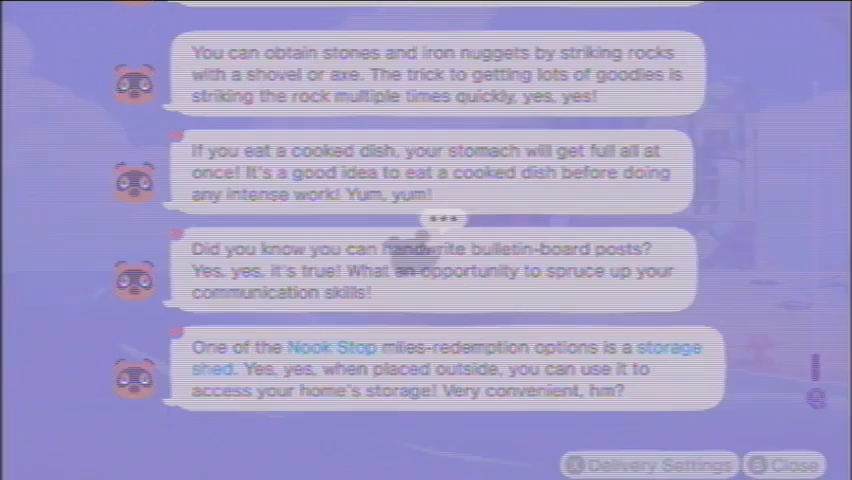 You can obtain stones and iron nuggets by striking rocks
with a shovel or axe. The trick to getting lots of goodies is
striking the rock multiple times quickly, yes, yes!
If you eat a cooked dish, your stomach will get full all at
once! It's a good idea to eat a cooked dish before doing
any intense work! Yum, yum!
Did you know you can handwrite bulletin-board posts?
Yes, yes, it's true! What an opportunity to spruce up your
communication skills!
One of the Nook Stop miles-redemption options is a storage
shed. Yes, yes, when placed outside, you can use it to
access your home's storage! Very convenient, hm?
X Delivery Settings B Close